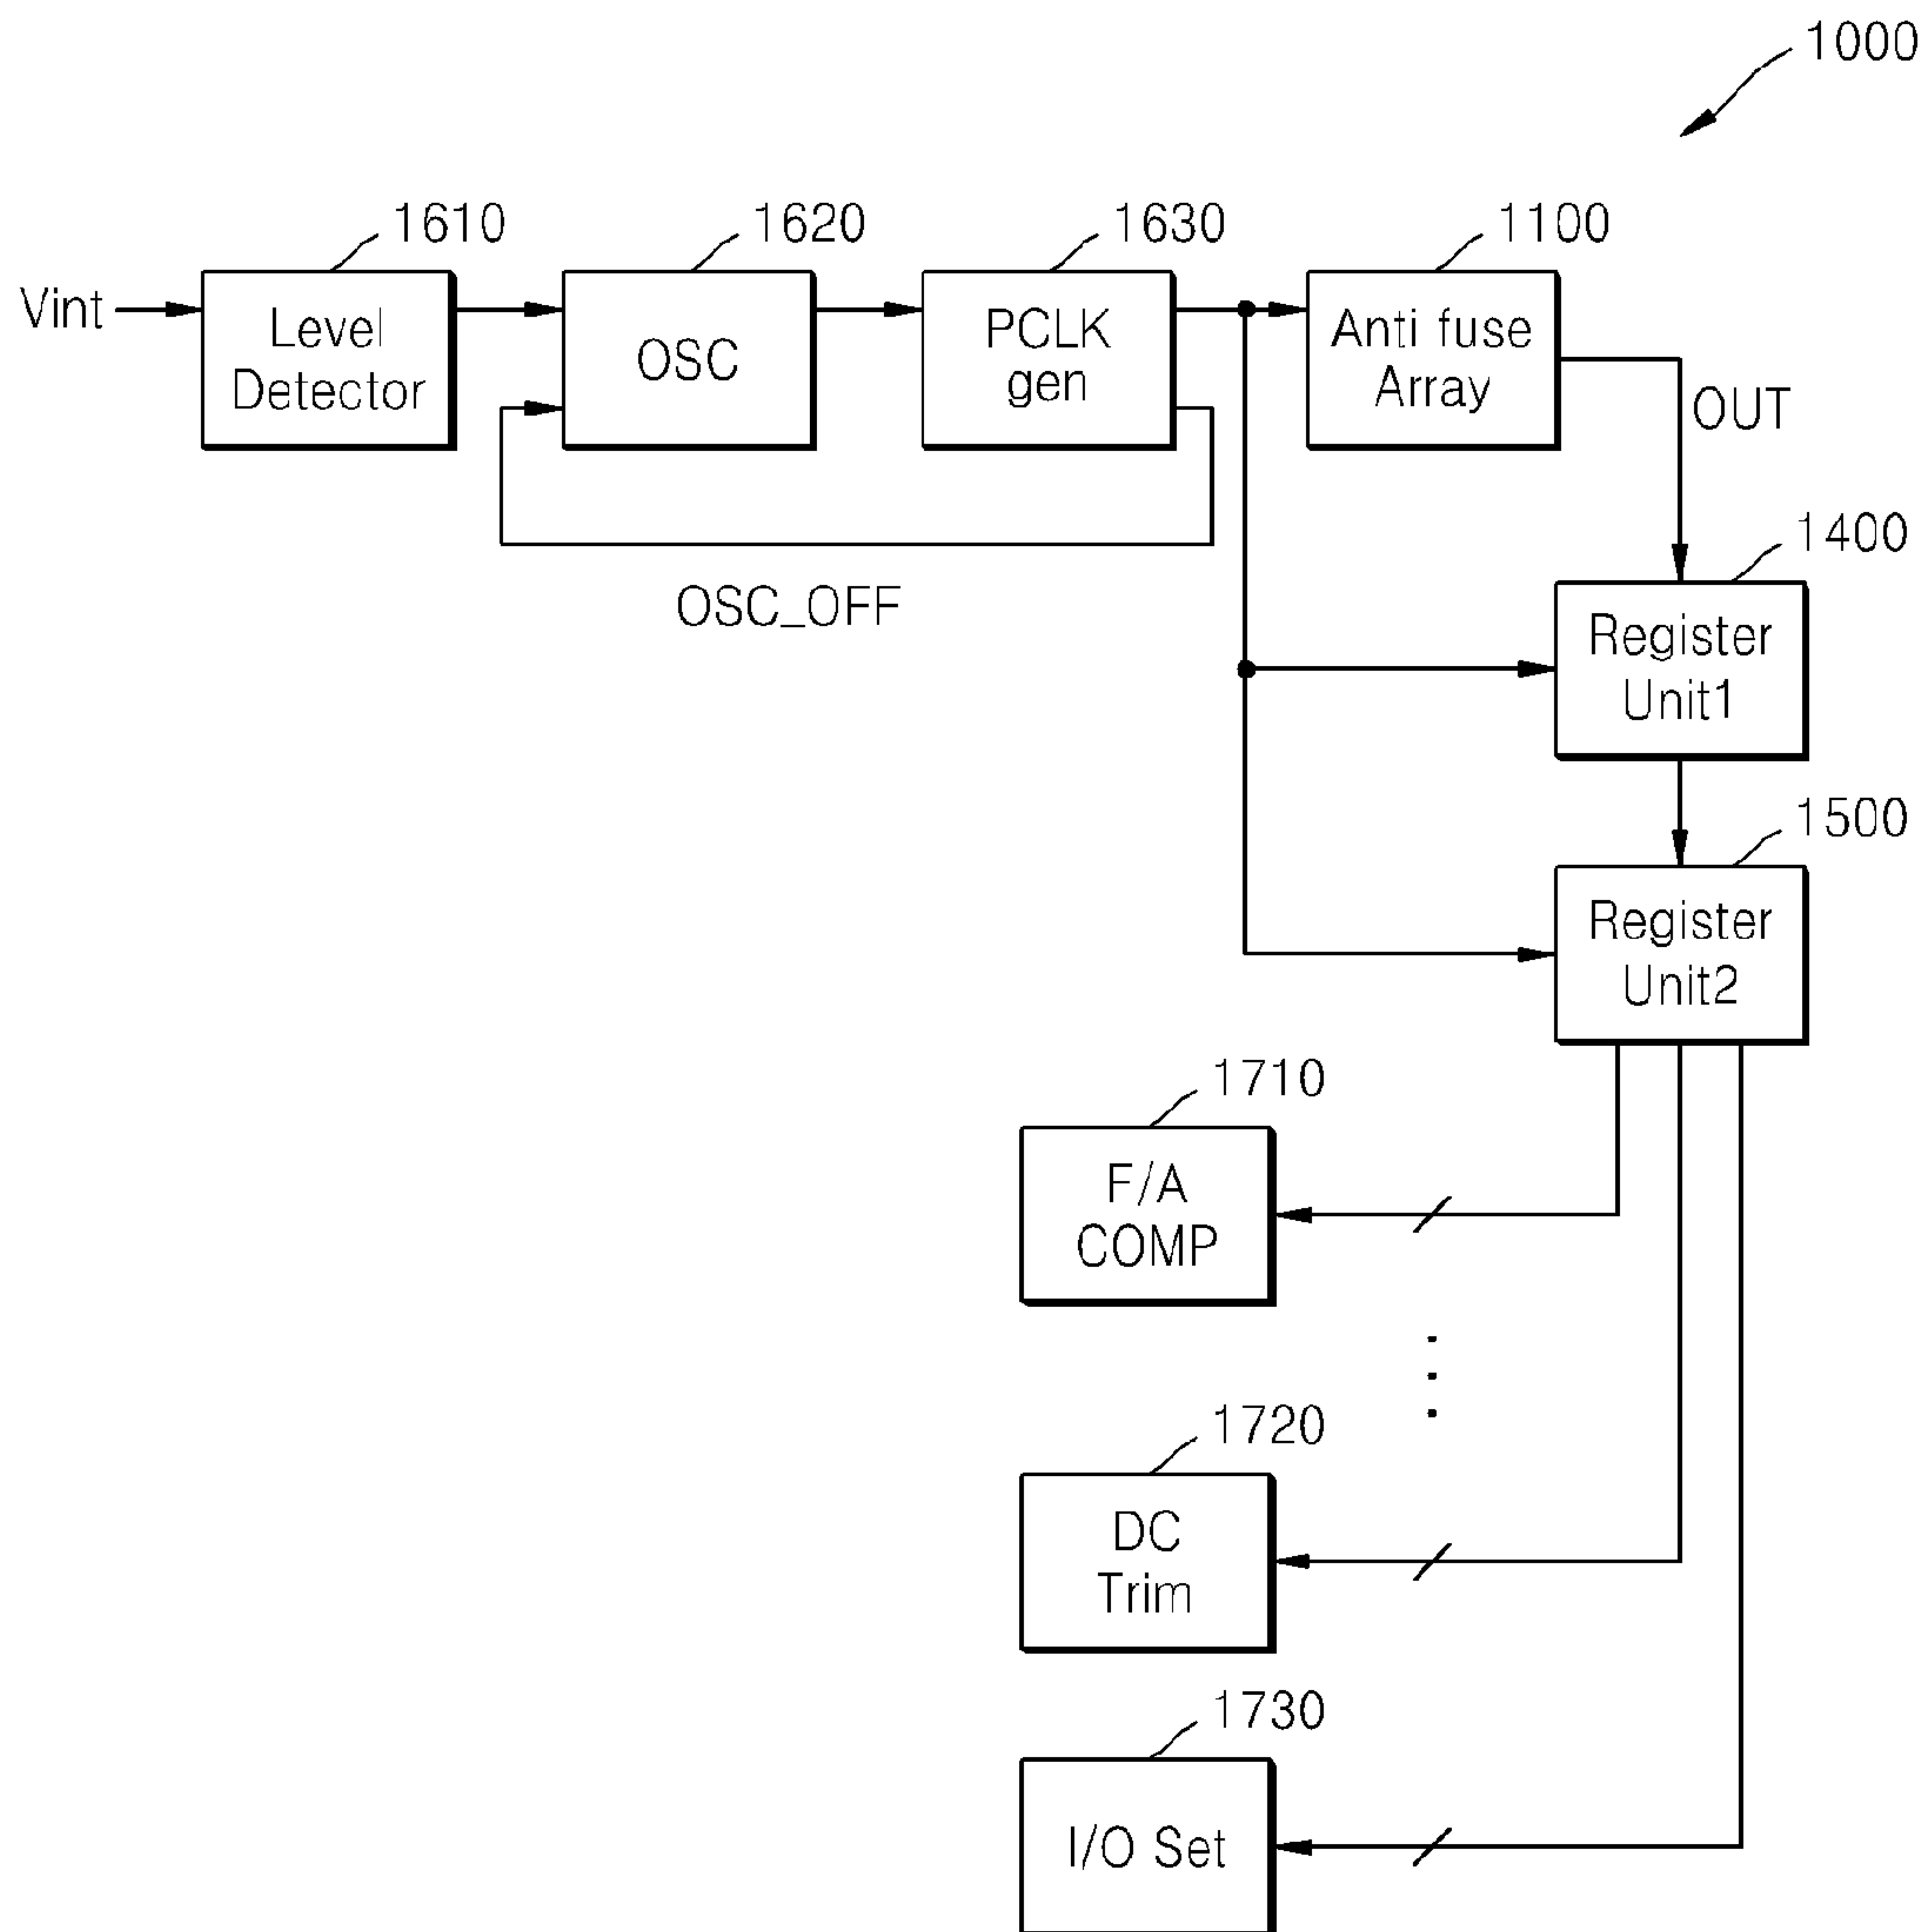 1000
1610
1620
1630
1100
Vint
Level
Detector
OSC
PCLK
gen
Anti fuse
Array
OUT
OSC_OFF
1400
Register
Unit1
1500
Register
Unit2
1710
F/A
COMP
1720
DC
Trim
1730
I/O Set